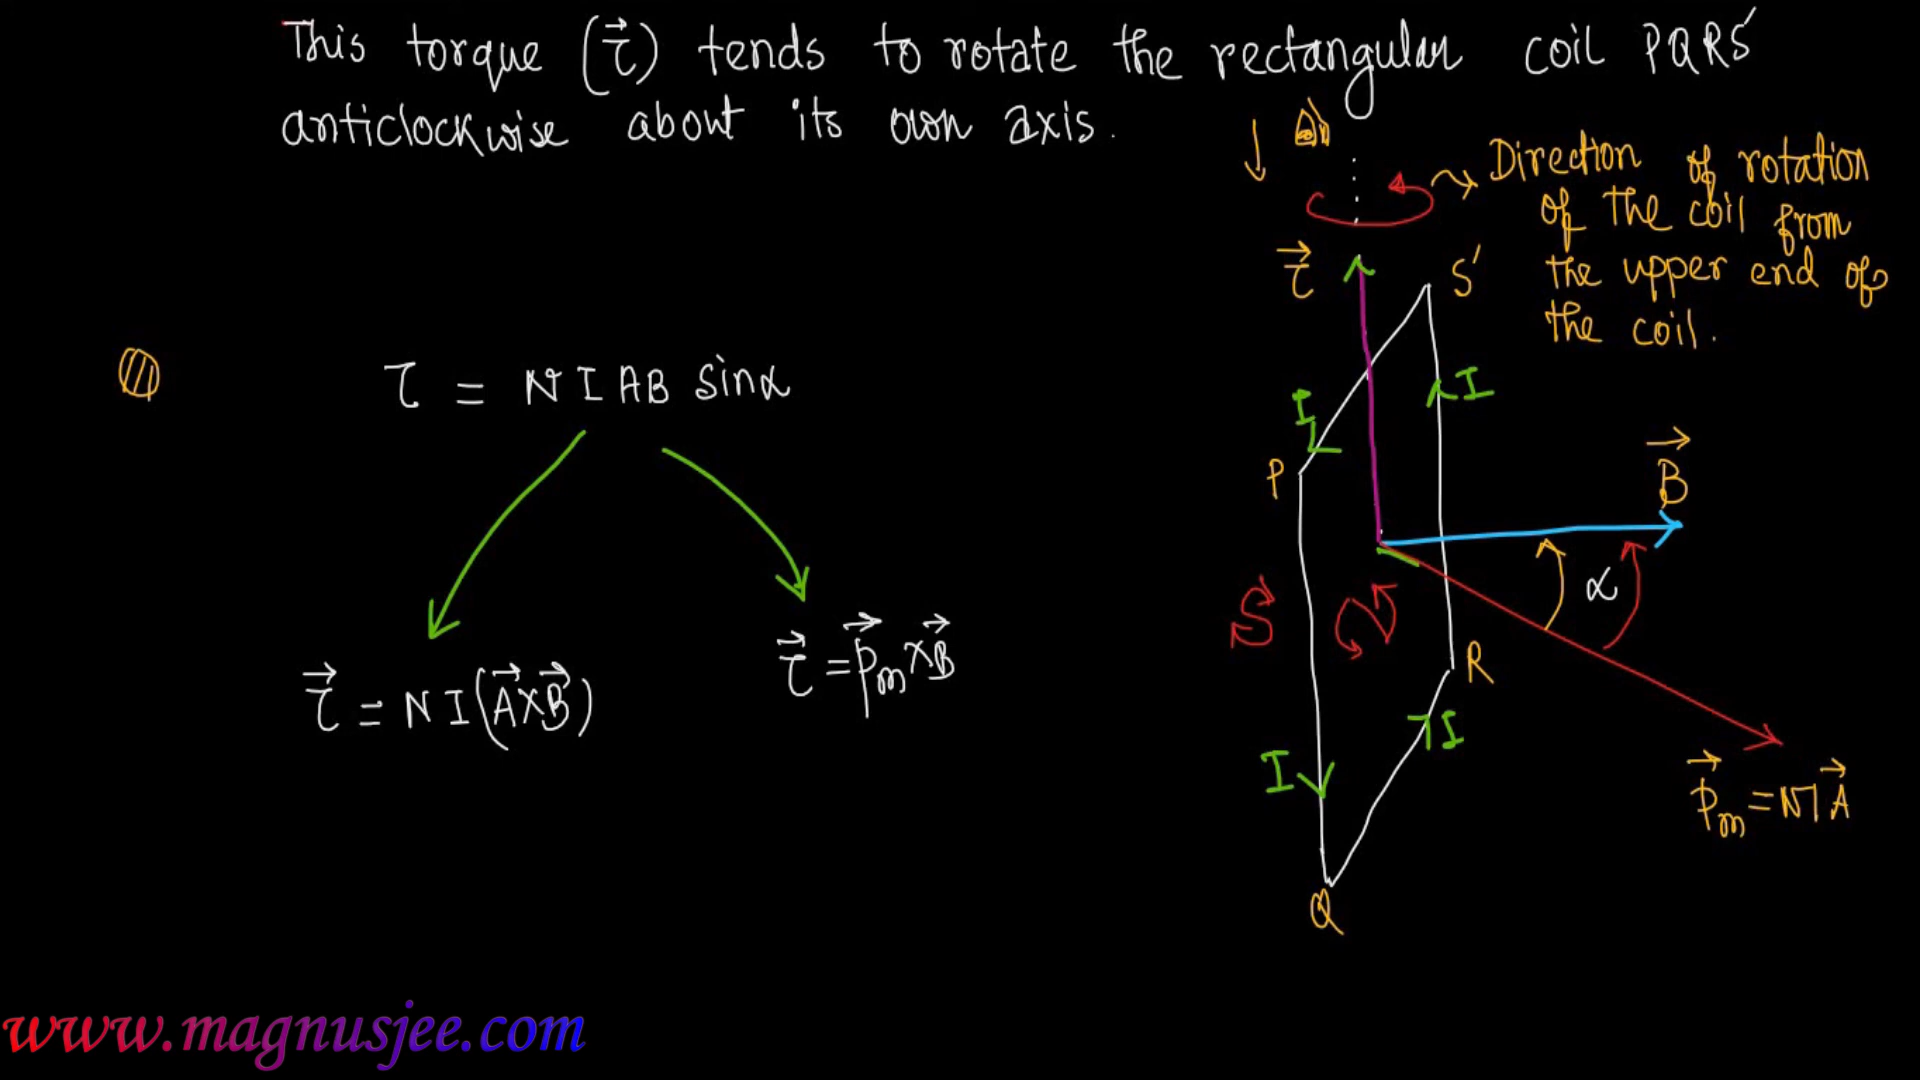 This torque (τ⃗) tends to rotate the rectangular coil PQRS'
anticlockwise about its own axis.
Direction of rotation
of the coil from
the upper end of
the coil.
τ⃗
S'
τ = NIAB sinα
I
I
P
B⃗
α
S
N
R
τ⃗ = NI(A⃗×B⃗)
τ⃗ = p⃗m×B⃗
I
I
p⃗m = NIA⃗
Q
www.magnusjee.com